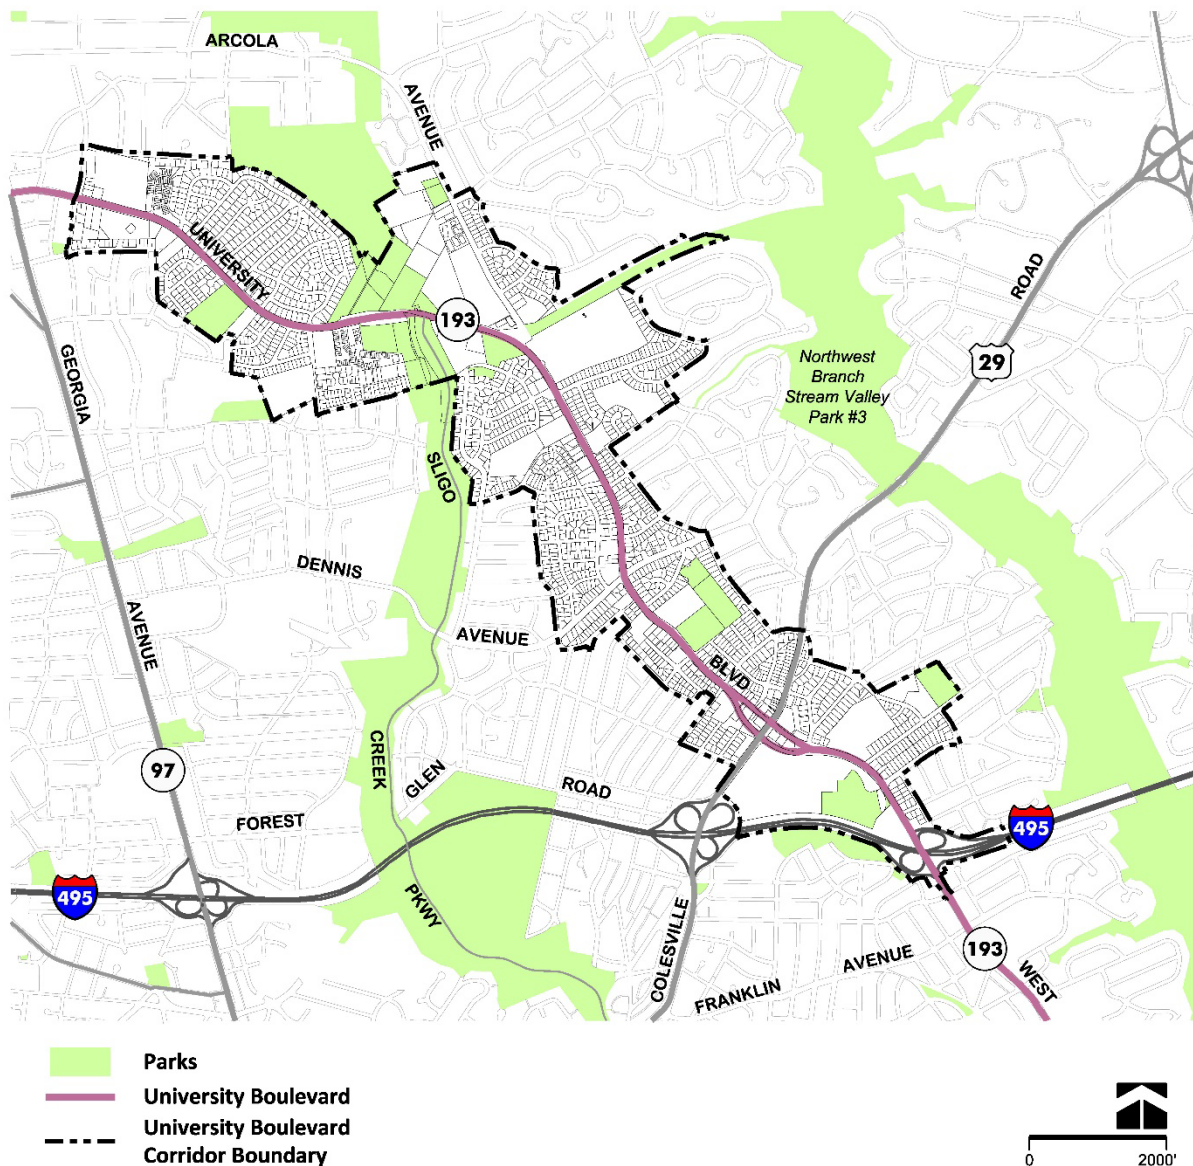 ARCOLA
AVENUE
UNIVERSITY
193
ROAD
29
Northwest
Branch
Stream Valley
Park #3
GEORGIA
SLIGO
DENNIS
AVENUE
AVENUE
BLVD
CREEK
GLEN
ROAD
97
FOREST
495
495
PKWY
COLESVILLE
193
WEST
AVENUE
FRANKLIN
Parks
University Boulevard
University Boulevard
Corridor Boundary
0 2000'